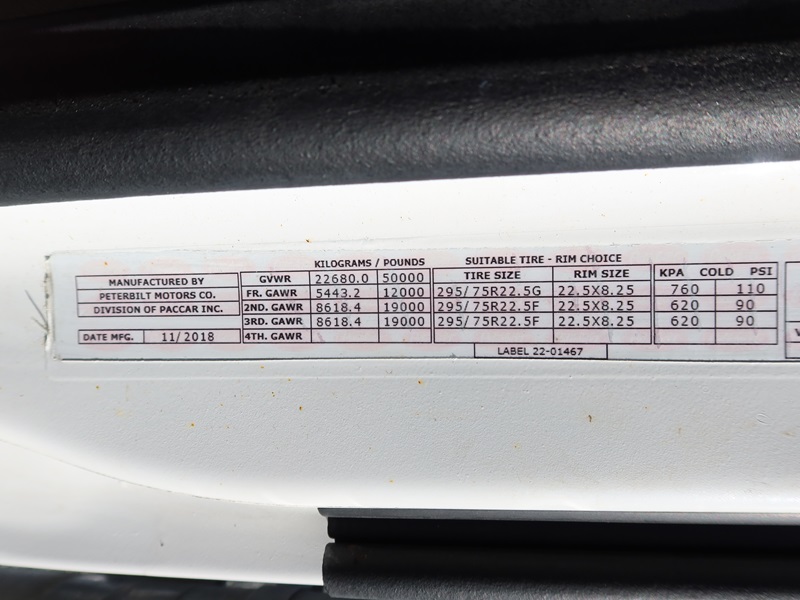 KILOGRAMS / POUNDS SUITABLE TIRE - RIM CHOICE
MANUFACTURED BY GVWR 22680.0 50000 TIRE SIZE RIM SIZE KPA COLD PSI
PETERBILT MOTORS CO. FR. GAWR 5443.2 12000 295/75R22.5G 22.5X8.25 760 110
DIVISION OF PACCAR INC. 2ND. GAWR 8618.4 19000 295/75R22.5F 22.5X8.25 620 90
3RD. GAWR 8618.4 19000 295/75R22.5F 22.5X8.25 620 90
DATE MFG. 11/2018 4TH. GAWR
LABEL 22-01467